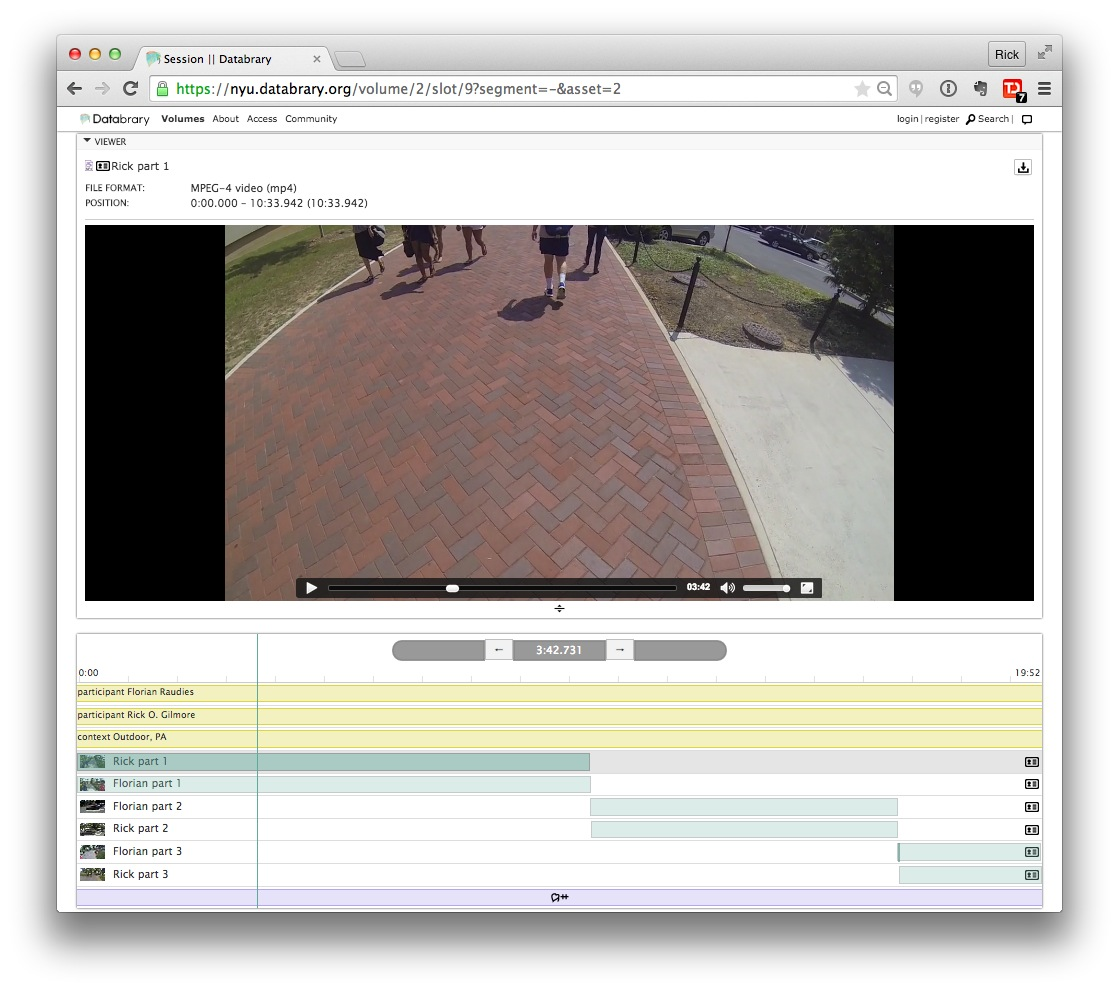 Session || Databrary
Rick
https://nyu.databrary.org/volume/2/slot/9?segment=-&asset=2
7
Databrary Volumes About Access Community login | register Search |
VIEWER
Rick part 1
FILE FORMAT: MPEG-4 video (mp4)
POSITION: 0:00.000 – 10:33.942 (10:33.942)
03:42
← 3:42.731 →
0:00 19:52
participant Florian Raudies
participant Rick O. Gilmore
context Outdoor, PA
Rick part 1
Florian part 1
Florian part 2
Rick part 2
Florian part 3
Rick part 3